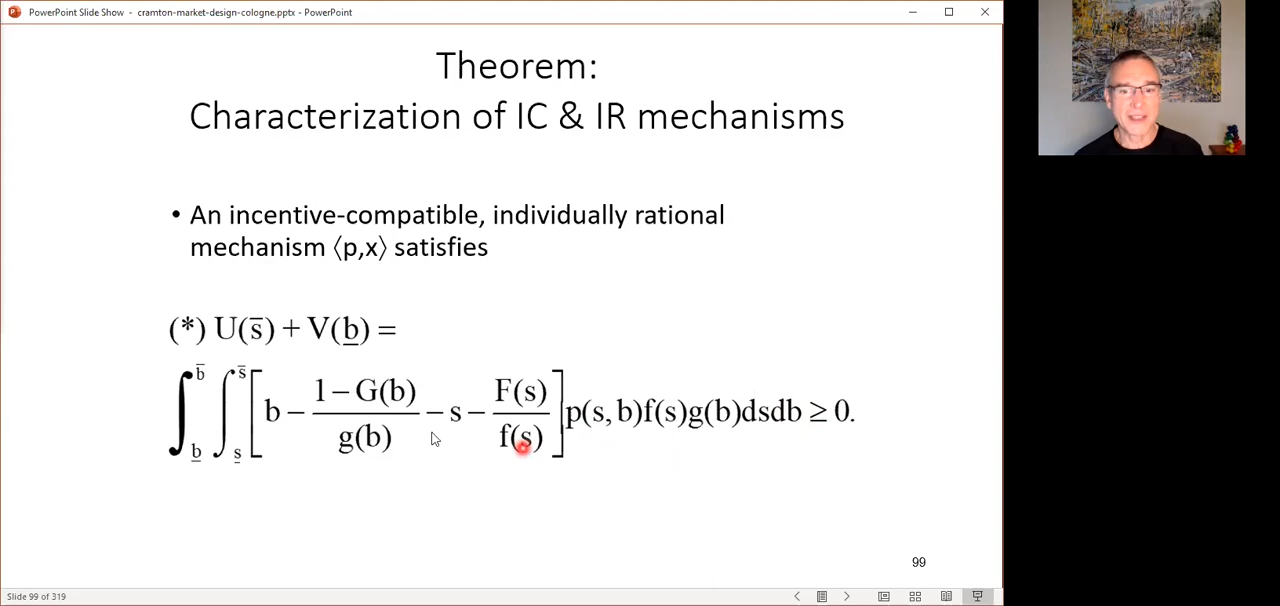 PowerPoint Slide Show - cramton-market-design-cologne.pptx - PowerPoint
Theorem:
Characterization of IC & IR mechanisms
• An incentive-compatible, individually rational
mechanism ⟨p,x⟩ satisfies
(*) U(s̅) + V(b̲) =
∫_b̲^b̅ ∫_s̲^s̅ [b − (1 − G(b))/g(b) − s − F(s)/f(s)] p(s, b)f(s)g(b)dsdb ≥ 0.
99
Slide 99 of 319